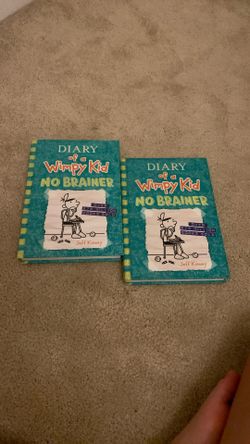 DIARY
of a
Wimpy Kid
NO BRAINER
Jeff Kinney
DIARY
of a
Wimpy Kid
NO BRAINER
Jeff Kinney